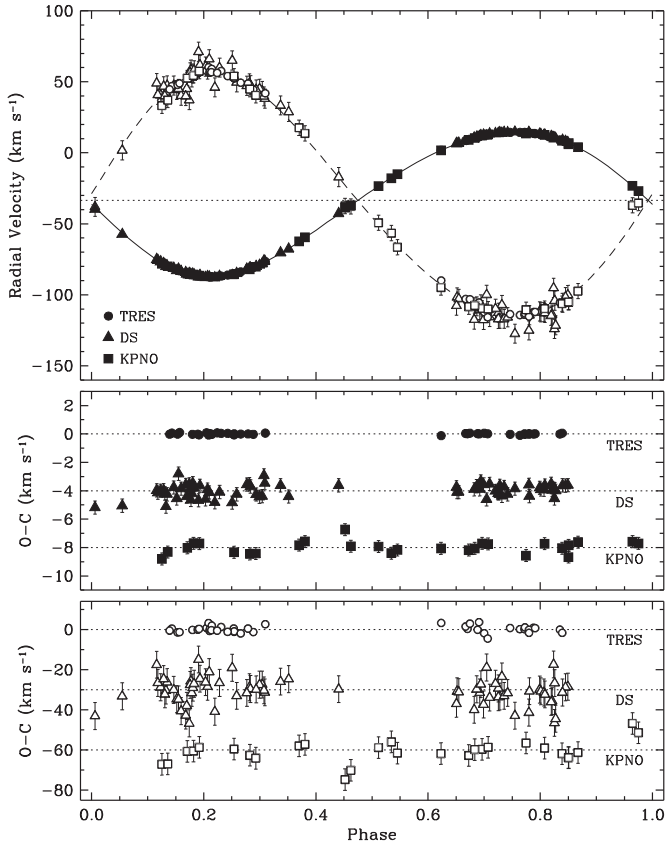 100
50
0
−50
−100
−150
Radial Velocity (km s⁻¹)
TRES
DS
KPNO
2
0
−2
−4
−6
−8
−10
O−C (km s⁻¹)
TRES
DS
KPNO
0
−20
−40
−60
−80
O−C (km s⁻¹)
TRES
DS
KPNO
0.0 0.2 0.4 0.6 0.8 1.0
Phase